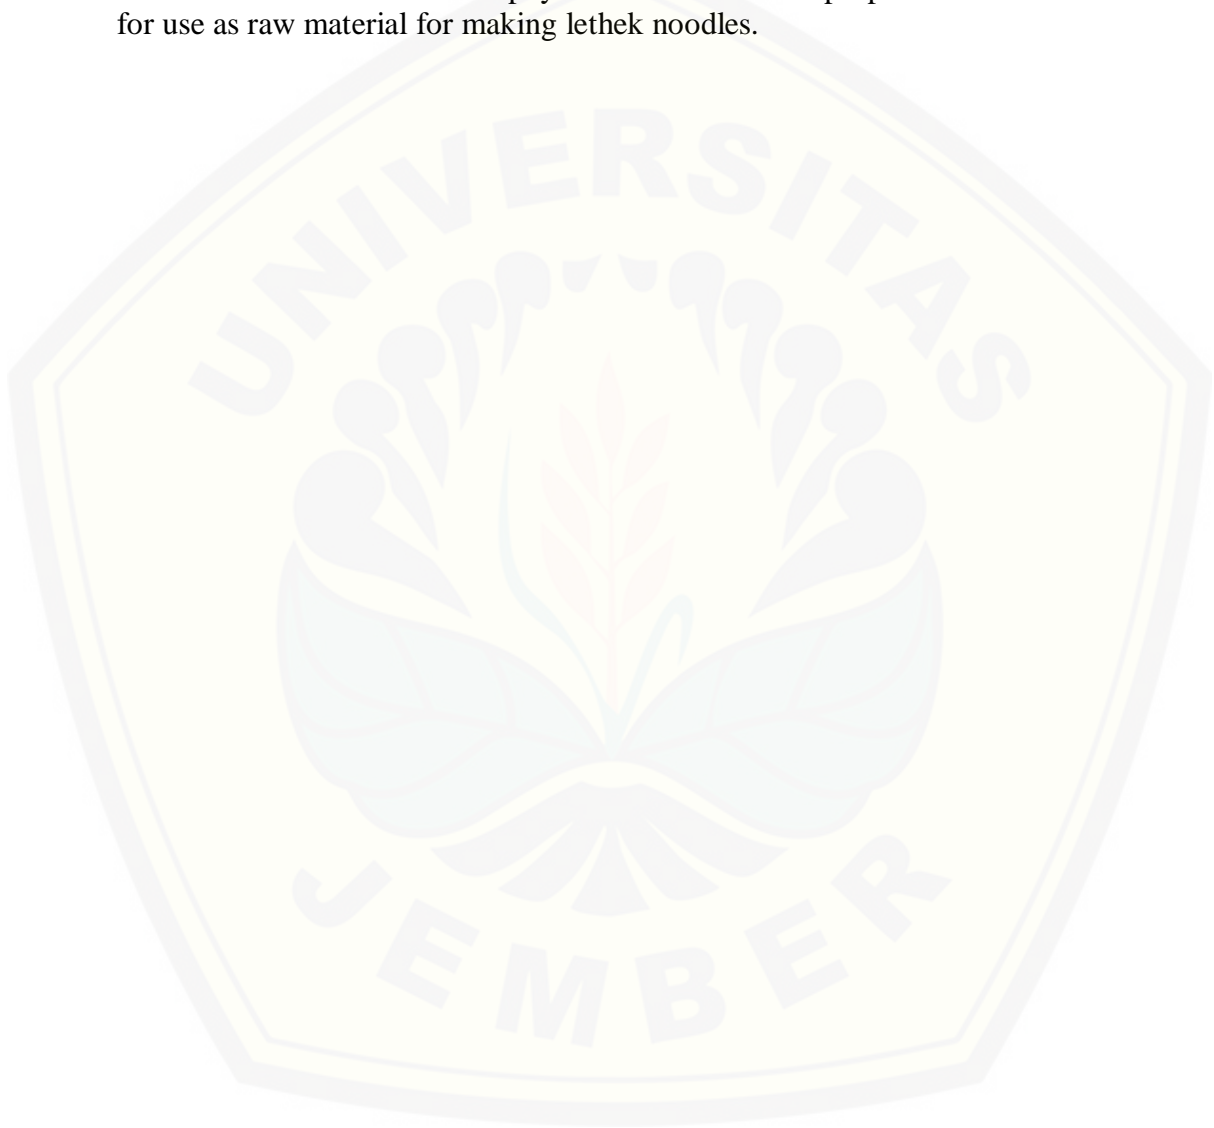 for use as raw material for making lethek noodles.
UNIVERSITAS
JEMBER